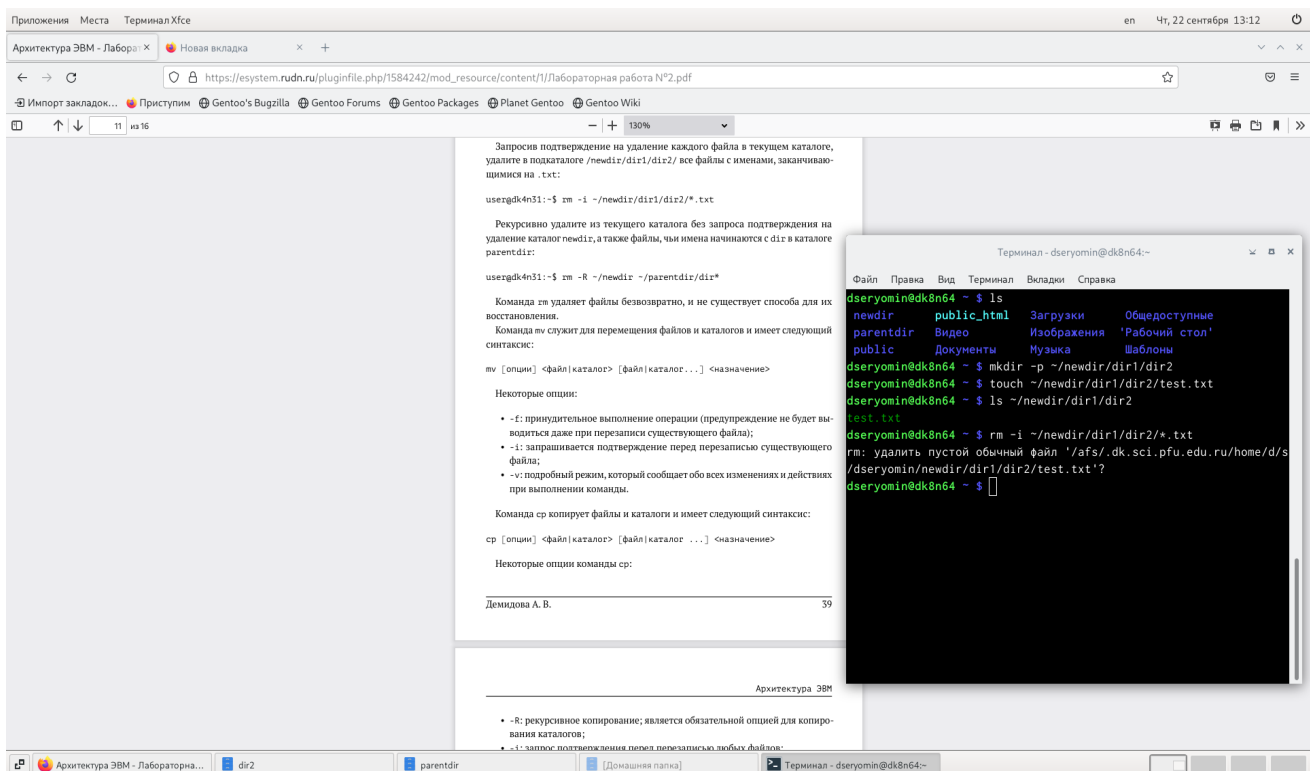 Приложения Места Терминал Xfce en Чт, 22 сентября 13:12
Архитектура ЭВМ - Лаборат × Новая вкладка × +
https://esystem.rudn.ru/pluginfile.php/1584242/mod_resource/content/1/Лабораторная работа №2.pdf
Импорт закладок... Приступим Gentoo's Bugzilla Gentoo Forums Gentoo Packages Planet Gentoo Gentoo Wiki
11 из 16 − + 130%
Запросив подтверждение на удаление каждого файла в текущем каталоге,
удалите в подкаталоге /newdir/dir1/dir2/ все файлы с именами, заканчиваю-
щимися на .txt:
user@dk4n31:~$ rm -i ~/newdir/dir1/dir2/*.txt
Рекурсивно удалите из текущего каталога без запроса подтверждения на
удаление каталог newdir, а также файлы, чьи имена начинаются с dir в каталоге
parentdir:
user@dk4n31:~$ rm -R ~/newdir ~/parentdir/dir*
Команда rm удаляет файлы безвозвратно, и не существует способа для их
восстановления.
Команда mv служит для перемещения файлов и каталогов и имеет следующий
синтаксис:
mv [опции] <файл|каталог> [файл|каталог...] <назначение>
Некоторые опции:
• -f: принудительное выполнение операции (предупреждение не будет вы-
водиться даже при перезаписи существующего файла);
• -i: запрашивается подтверждение перед перезаписью существующего
файла;
• -v: подробный режим, который сообщает обо всех изменениях и действиях
при выполнении команды.
Команда cp копирует файлы и каталоги и имеет следующий синтаксис:
cp [опции] <файл|каталог> [файл|каталог ...] <назначение>
Некоторые опции команды cp:
Демидова А. В. 39
Архитектура ЭВМ
• -R: рекурсивное копирование; является обязательной опцией для копиро-
вания каталогов;
• -i: запрос подтверждения перед перезаписью любых файлов;
Терминал - dseryomin@dk8n64:~
Файл Правка Вид Терминал Вкладки Справка
dseryomin@dk8n64 ~ $ ls
newdir public_html Загрузки Общедоступные
parentdir Видео Изображения 'Рабочий стол'
public Документы Музыка Шаблоны
dseryomin@dk8n64 ~ $ mkdir -p ~/newdir/dir1/dir2
dseryomin@dk8n64 ~ $ touch ~/newdir/dir1/dir2/test.txt
dseryomin@dk8n64 ~ $ ls ~/newdir/dir1/dir2
test.txt
dseryomin@dk8n64 ~ $ rm -i ~/newdir/dir1/dir2/*.txt
rm: удалить пустой обычный файл '/afs/.dk.sci.pfu.edu.ru/home/d/s
/dseryomin/newdir/dir1/dir2/test.txt'?
dseryomin@dk8n64 ~ $
Архитектура ЭВМ - Лабораторна... dir2 parentdir [Домашняя папка] Терминал - dseryomin@dk8n64:~